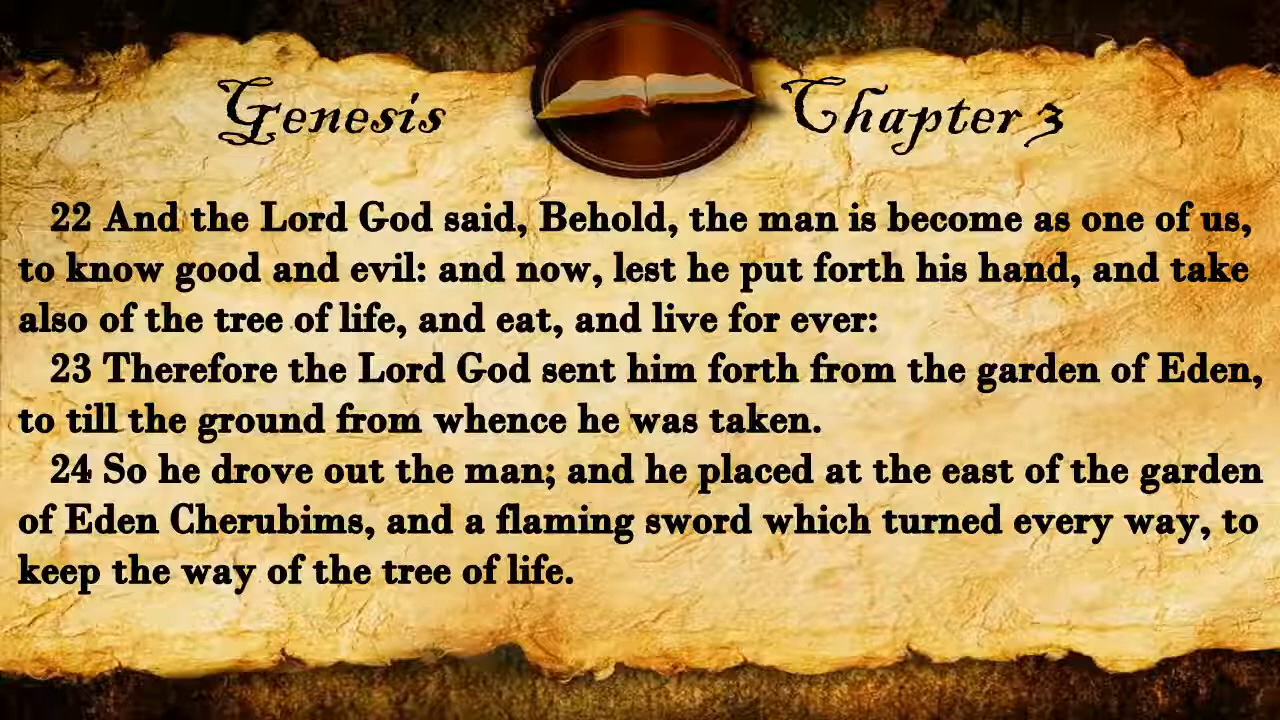 Genesis Chapter 3
22 And the Lord God said, Behold, the man is become as one of us,
to know good and evil: and now, lest he put forth his hand, and take
also of the tree of life, and eat, and live for ever:
23 Therefore the Lord God sent him forth from the garden of Eden,
to till the ground from whence he was taken.
24 So he drove out the man; and he placed at the east of the garden
of Eden Cherubims, and a flaming sword which turned every way, to
keep the way of the tree of life.